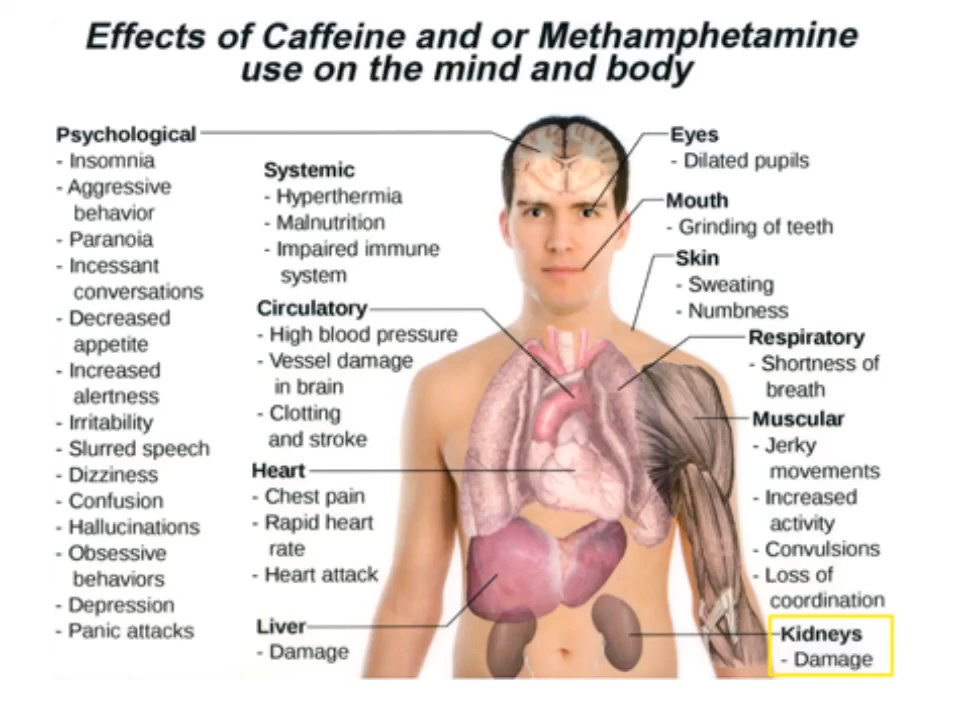 Effects of Caffeine and or Methamphetamine
use on the mind and body
Psychological
- Insomnia
- Aggressive
behavior
- Paranoia
- Incessant
conversations
- Decreased
appetite
- Increased
alertness
- Irritability
- Slurred speech
- Dizziness
- Confusion
- Hallucinations
- Obsessive
behaviors
- Depression
- Panic attacks
Systemic
- Hyperthermia
- Malnutrition
- Impaired immune
system
Circulatory
- High blood pressure
- Vessel damage
in brain
- Clotting
and stroke
Heart
- Chest pain
- Rapid heart
rate
- Heart attack
Liver
- Damage
Eyes
- Dilated pupils
Mouth
- Grinding of teeth
Skin
- Sweating
- Numbness
Respiratory
- Shortness of
breath
Muscular
- Jerky
movements
- Increased
activity
- Convulsions
- Loss of
coordination
Kidneys
- Damage